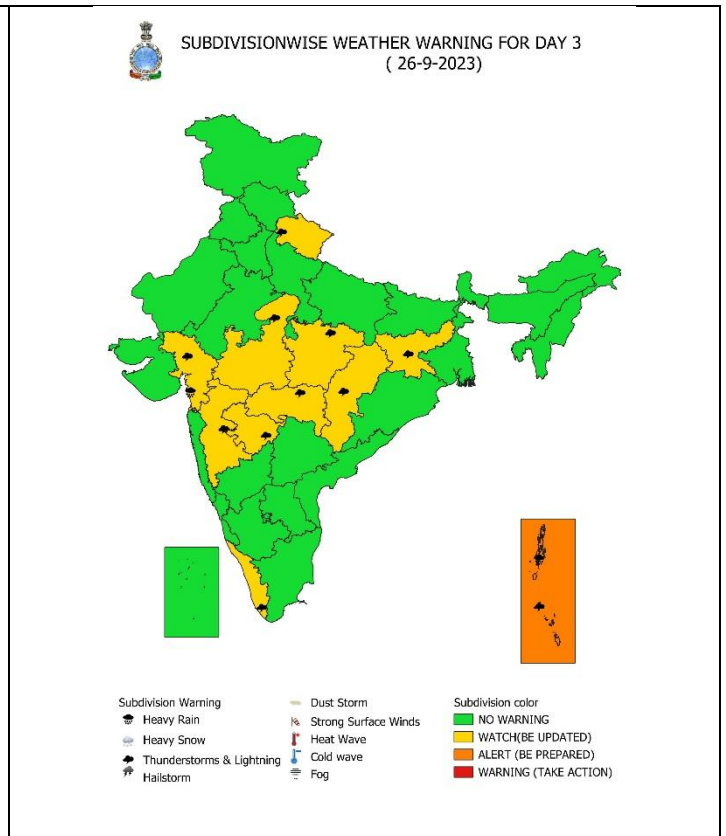 SUBDIVISIONWISE WEATHER WARNING FOR DAY 3
( 26-9-2023)
Subdivision Warning
Heavy Rain
Heavy Snow
Thunderstorms & Lightning
Hailstorm
Dust Storm
Strong Surface Winds
Heat Wave
Cold wave
Fog
Subdivision color
NO WARNING
WATCH(BE UPDATED)
ALERT (BE PREPARED)
WARNING (TAKE ACTION)